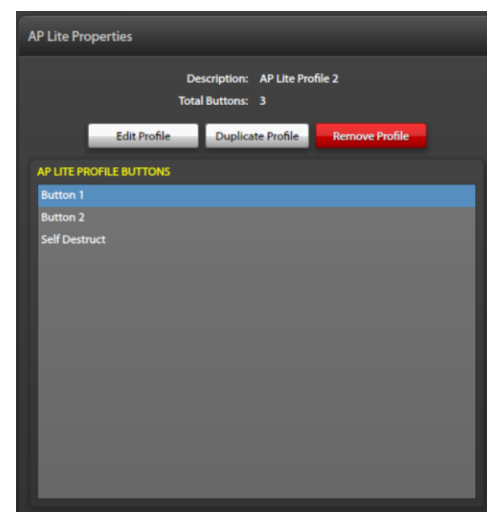 AP Lite Properties
Description: AP Lite Profile 2
Total Buttons: 3
Edit Profile Duplicate Profile Remove Profile
AP LITE PROFILE BUTTONS
Button 1
Button 2
Self Destruct